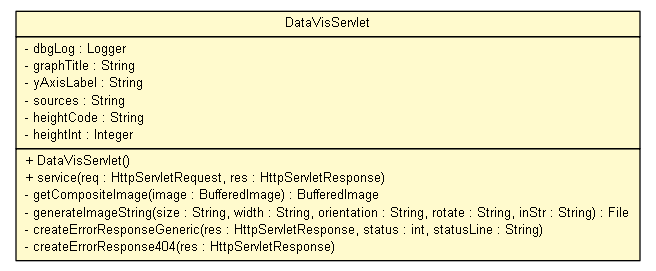 DataVisServlet
- dbgLog : Logger
- graphTitle : String
- yAxisLabel : String
- sources : String
- heightCode : String
- heightInt : Integer
+ DataVisServlet()
+ service(req : HttpServletRequest, res : HttpServletResponse)
- getCompositeImage(image : BufferedImage) : BufferedImage
- generateImageString(size : String, width : String, orientation : String, rotate : String, inStr : String) : File
- createErrorResponseGeneric(res : HttpServletResponse, status : int, statusLine : String)
- createErrorResponse404(res : HttpServletResponse)